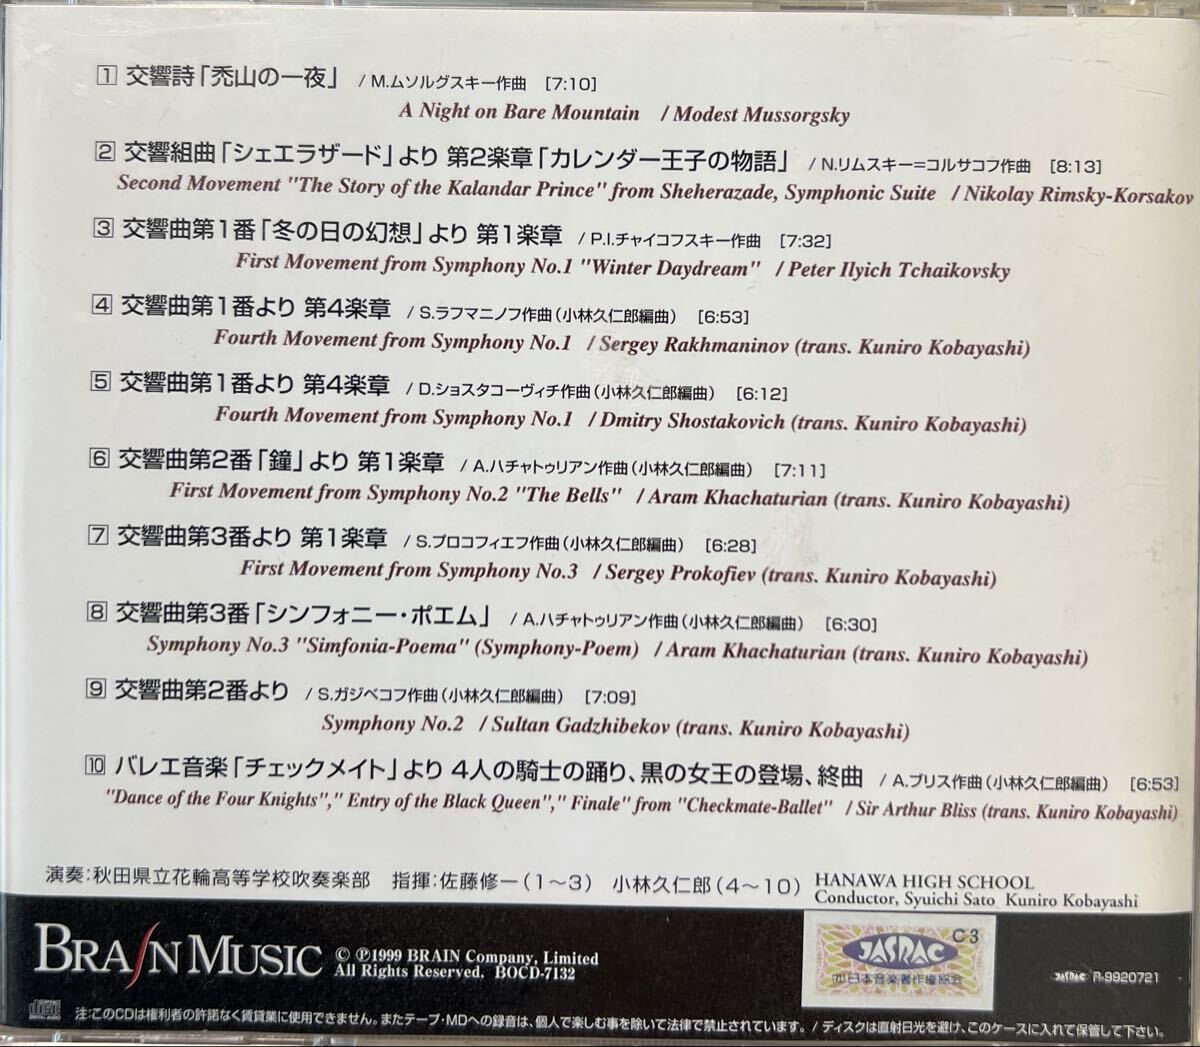 1 交響詩「禿山の一夜」 / M.ムソルグスキー作曲 [7:10]
A Night on Bare Mountain / Modest Mussorgsky
2 交響組曲「シェエラザード」より 第2楽章「カレンダー王子の物語」 / N.リムスキー=コルサコフ作曲 [8:13]
Second Movement "The Story of the Kalandar Prince" from Sheherazade, Symphonic Suite / Nikolay Rimsky-Korsakov
3 交響曲第1番「冬の日の幻想」より 第1楽章 / P.I.チャイコフスキー作曲 [7:32]
First Movement from Symphony No.1 "Winter Daydream" / Peter Ilyich Tchaikovsky
4 交響曲第1番より 第4楽章 / S.ラフマニノフ作曲(小林久仁郎編曲) [6:53]
Fourth Movement from Symphony No.1 / Sergey Rakhmaninov (trans. Kuniro Kobayashi)
5 交響曲第1番より 第4楽章 / D.ショスタコーヴィチ作曲(小林久仁郎編曲) [6:12]
Fourth Movement from Symphony No.1 / Dmitry Shostakovich (trans. Kuniro Kobayashi)
6 交響曲第2番「鐘」より 第1楽章 / A.ハチャトゥリアン作曲(小林久仁郎編曲) [7:11]
First Movement from Symphony No.2 "The Bells" / Aram Khachaturian (trans. Kuniro Kobayashi)
7 交響曲第3番より 第1楽章 / S.プロコフィエフ作曲(小林久仁郎編曲) [6:28]
First Movement from Symphony No.3 / Sergey Prokofiev (trans. Kuniro Kobayashi)
8 交響曲第3番「シンフォニー・ポエム」 / A.ハチャトゥリアン作曲(小林久仁郎編曲) [6:30]
Symphony No.3 "Simfonia-Poema" (Symphony-Poem) / Aram Khachaturian (trans. Kuniro Kobayashi)
9 交響曲第2番より / S.ガジベコフ作曲(小林久仁郎編曲) [7:09]
Symphony No.2 / Sultan Gadzhibekov (trans. Kuniro Kobayashi)
10 バレエ音楽「チェックメイト」より 4人の騎士の踊り、黒の女王の登場、終曲 / A.ブリス作曲(小林久仁郎編曲) [6:53]
"Dance of the Four Knights"," Entry of the Black Queen"," Finale" from "Checkmate-Ballet" / Sir Arthur Bliss (trans. Kuniro Kobayashi)
演奏:秋田県立花輪高等学校吹奏楽部 指揮:佐藤修一(1~3) 小林久仁郎(4~10)
HANAWA HIGH SCHOOL
Conductor, Syuichi Sato Kuniro Kobayashi
BRAIN MUSIC
© ℗1999 BRAIN Company, Limited
All Rights Reserved. BOCD-7132
C3
JASRAC
(社)日本音楽著作権協会
JASRAC R-9920721
注:このCDは権利者の許諾なく賃貸業に使用できません。またテープ・MDへの録音は、個人で楽しむ事を除いて法律で禁止されています。/ディスクは直射日光を避け、このケースに入れて保管して下さい。